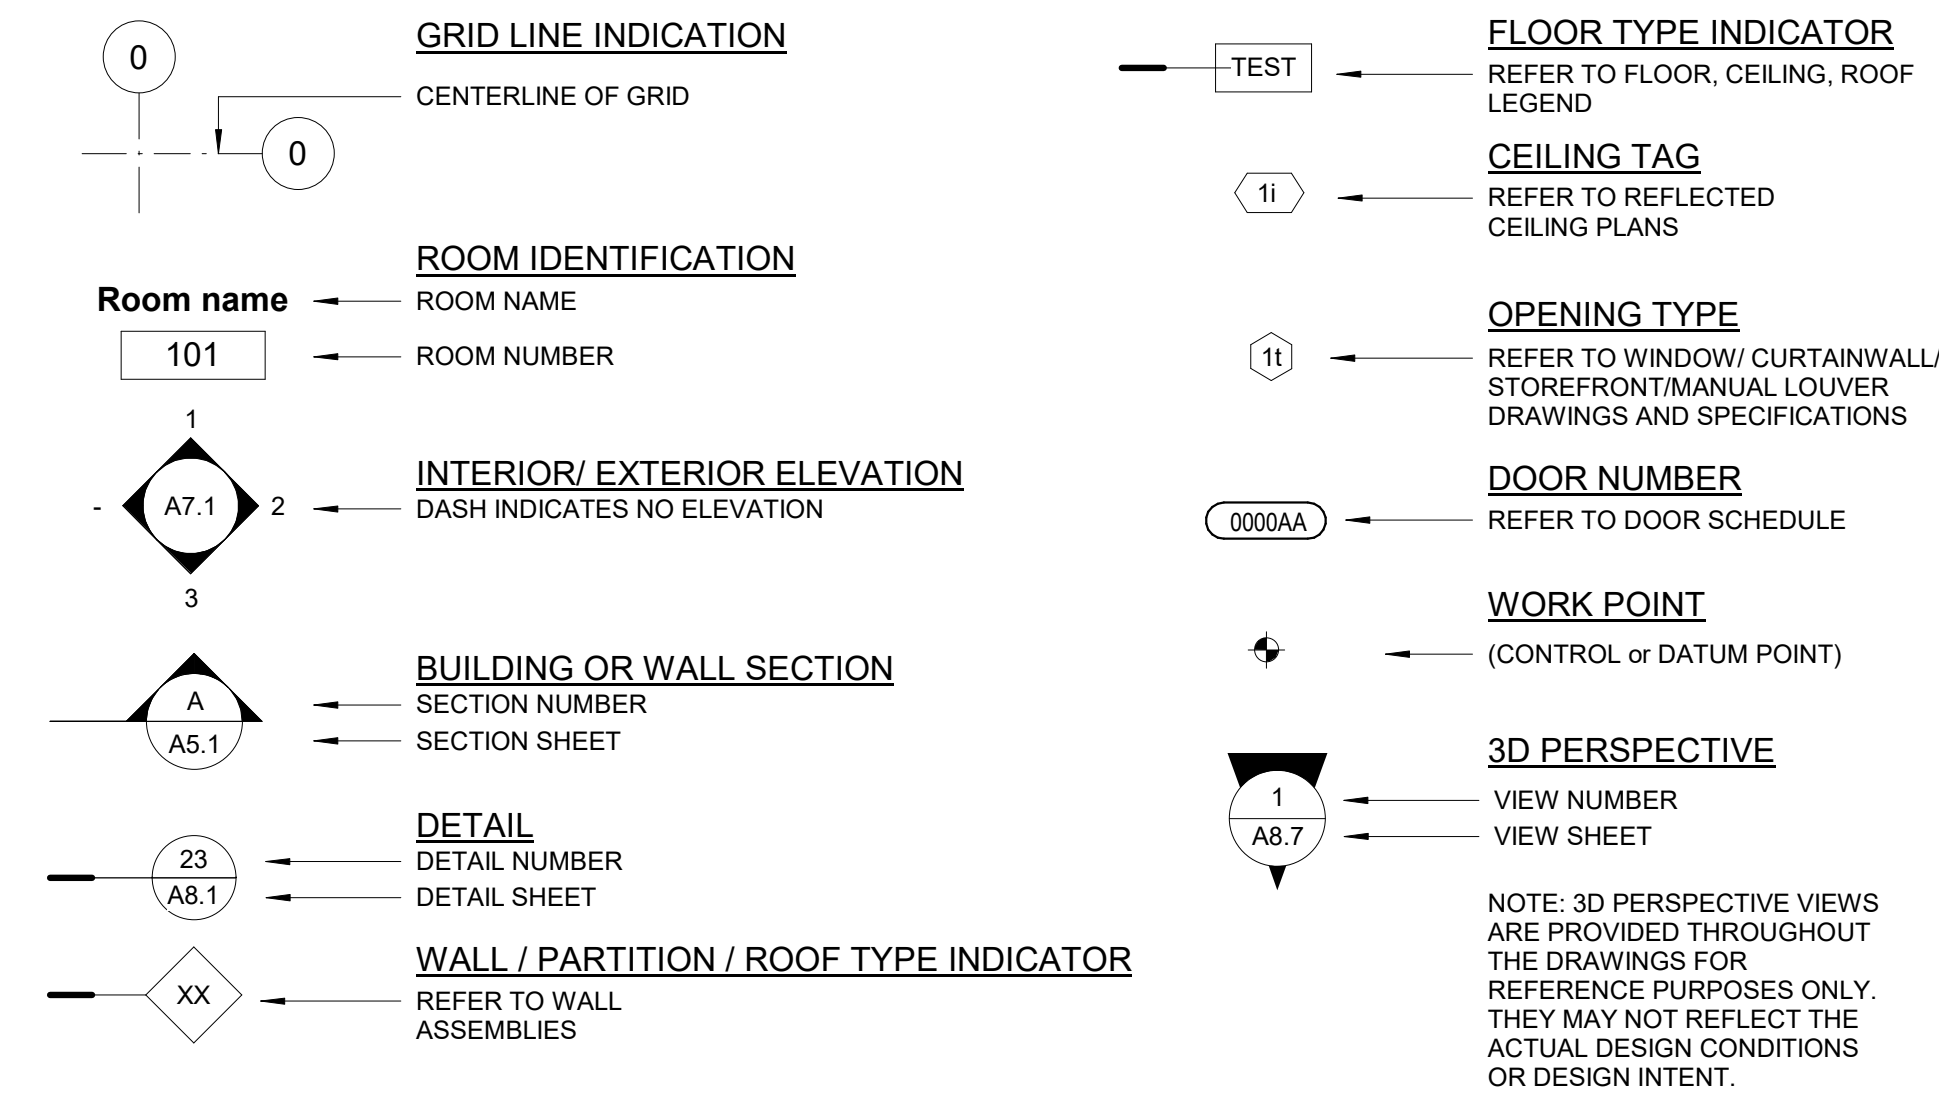 0
GRID LINE INDICATION
CENTERLINE OF GRID
0
ROOM IDENTIFICATION
Room name
ROOM NAME
101
ROOM NUMBER
1
INTERIOR/ EXTERIOR ELEVATION
- A7.1 2
DASH INDICATES NO ELEVATION
3
BUILDING OR WALL SECTION
A
SECTION NUMBER
A5.1
SECTION SHEET
DETAIL
23
DETAIL NUMBER
A8.1
DETAIL SHEET
WALL / PARTITION / ROOF TYPE INDICATOR
XX
REFER TO WALL
ASSEMBLIES
FLOOR TYPE INDICATOR
TEST
REFER TO FLOOR, CEILING, ROOF
LEGEND
CEILING TAG
1i
REFER TO REFLECTED
CEILING PLANS
OPENING TYPE
1t
REFER TO WINDOW/ CURTAINWALL/
STOREFRONT/MANUAL LOUVER
DRAWINGS AND SPECIFICATIONS
DOOR NUMBER
0000AA
REFER TO DOOR SCHEDULE
WORK POINT
(CONTROL or DATUM POINT)
3D PERSPECTIVE
1
VIEW NUMBER
A8.7
VIEW SHEET
NOTE: 3D PERSPECTIVE VIEWS
ARE PROVIDED THROUGHOUT
THE DRAWINGS FOR
REFERENCE PURPOSES ONLY.
THEY MAY NOT REFLECT THE
ACTUAL DESIGN CONDITIONS
OR DESIGN INTENT.